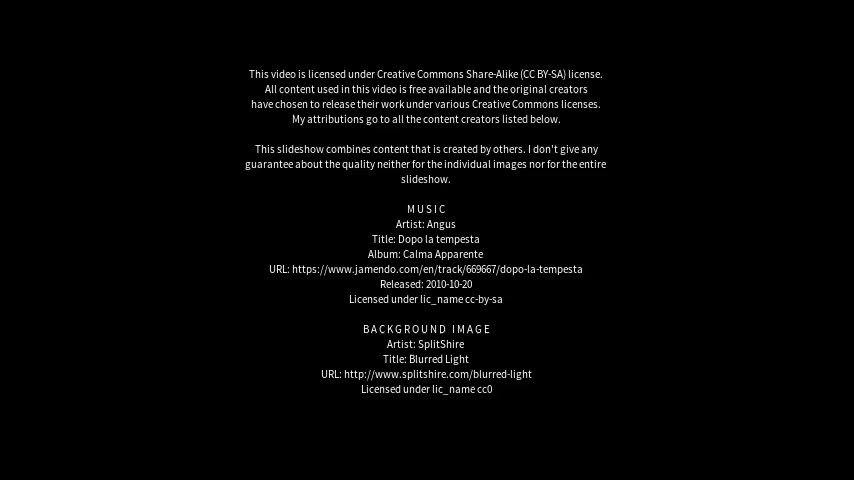 This video is licensed under Creative Commons Share-Alike (CC BY-SA) license.
All content used in this video is free available and the original creators
have chosen to release their work under various Creative Commons licenses.
My attributions go to all the content creators listed below.
This slideshow combines content that is created by others. I don't give any
guarantee about the quality neither for the individual images nor for the entire
slideshow.
MUSIC
Artist: Angus
Title: Dopo la tempesta
Album: Calma Apparente
URL: https://www.jamendo.com/en/track/669667/dopo-la-tempesta
Released: 2010-10-20
Licensed under lic_name cc-by-sa
BACKGROUND IMAGE
Artist: SplitShire
Title: Blurred Light
URL: http://www.splitshire.com/blurred-light
Licensed under lic_name cc0